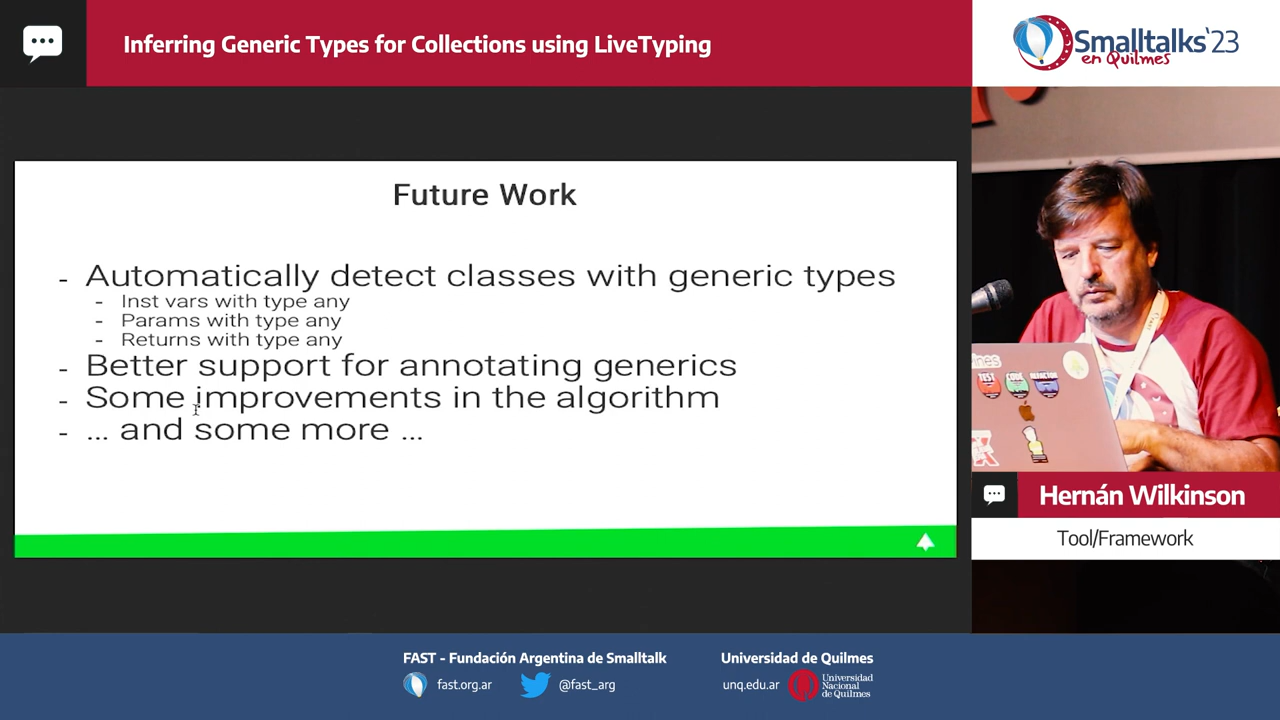 Inferring Generic Types for Collections using LiveTyping
Smalltalks'23
en Quilmes
Future Work
- Automatically detect classes with generic types
- Inst vars with type any
- Params with type any
- Returns with type any
- Better support for annotating generics
- Some improvements in the algorithm
- ... and some more ...
TEST
CODE
REFACTOR
Hernán Wilkinson
Tool/Framework
FAST - Fundación Argentina de Smalltalk
fast.org.ar
@fast_arg
Universidad de Quilmes
unq.edu.ar
Universidad
Nacional
de Quilmes